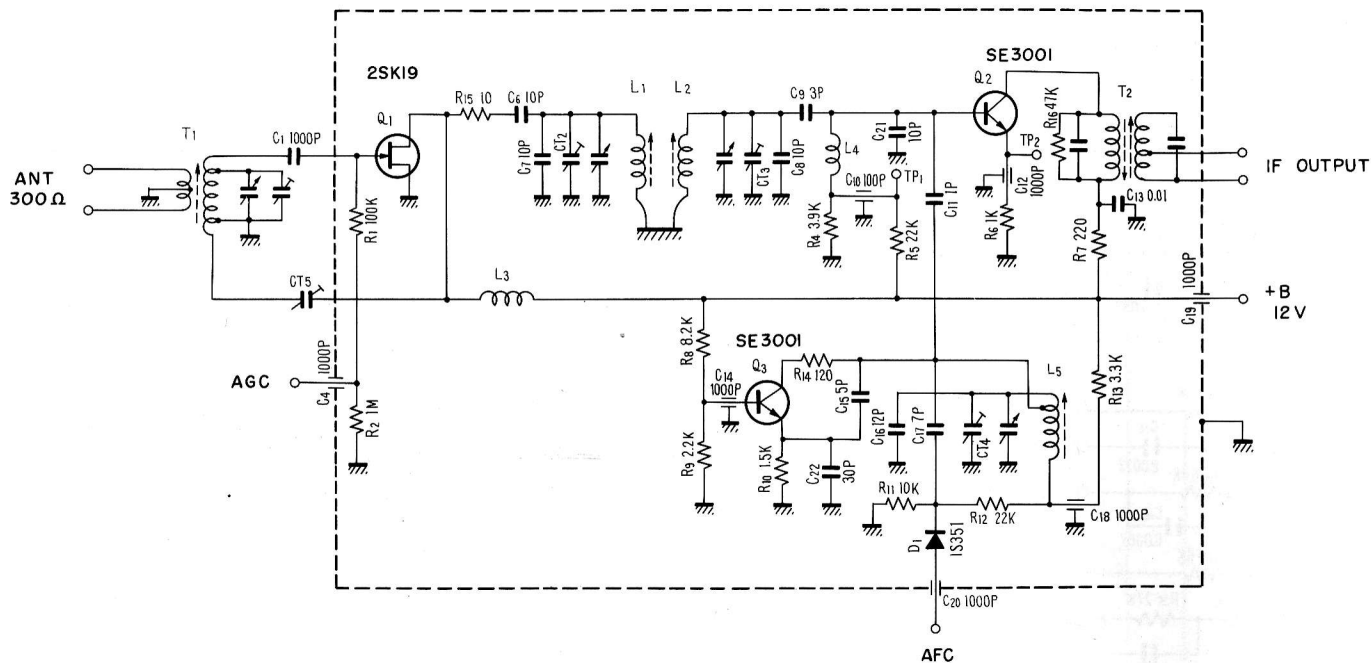 2SK19
SE3001
Q1
Q2
R15 10
C6 10P
L1
L2
C9 3P
T2
R16 47K
T1
C1 1000P
C7 10P
CT2
CT3
C8 10P
L4
C21 10P
TP2
ANT
300Ω
IF OUTPUT
C10 100P
TP1
C12 1000P
C13 0.01
R1 100K
R4 3.9K
R5 22K
C11 1P
R6 1K
R7 220
CT5
L3
C19 1000P
+B
12V
AGC
C4 1000P
R2 1M
R8 8.2K
SE3001
Q3
R14 120
L5
R13 3.3K
C14 1000P
C15 5P
C16 12P
C17 7P
CT4
R9 2.2K
R10 1.5K
C22 30P
R11 10K
R12 22K
C18 1000P
D1
1S351
C20 1000P
AFC